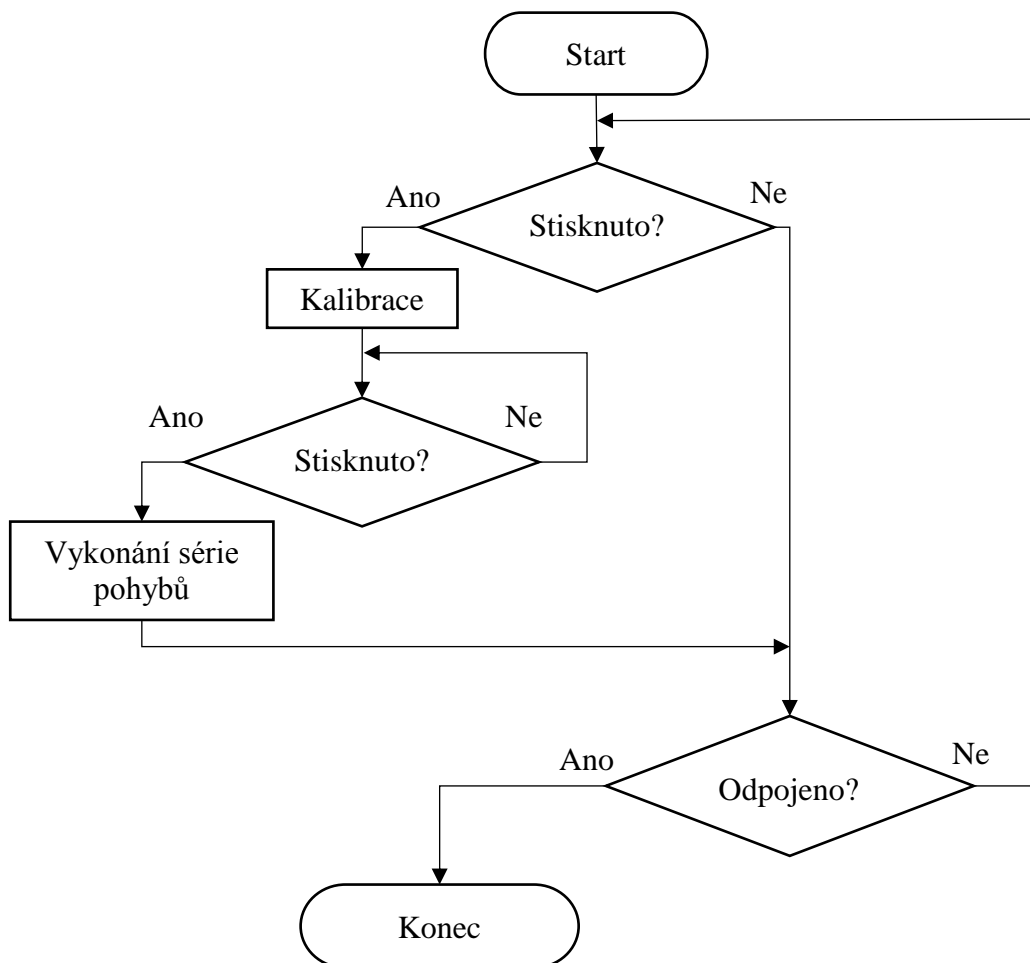 Start
Ano
Ne
Stisknuto?
Kalibrace
Ano
Ne
Stisknuto?
Vykonání série
pohybů
Ano
Ne
Odpojeno?
Konec